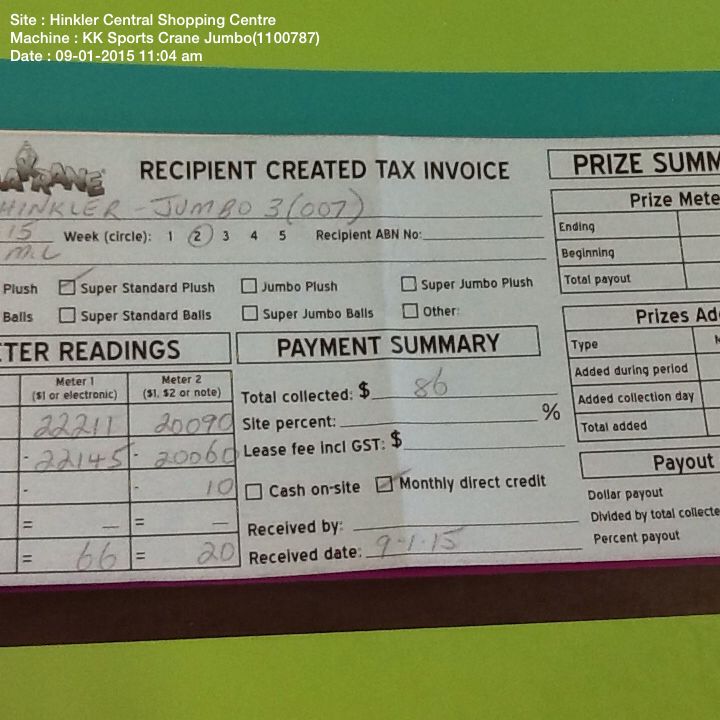 Site : Hinkler Central Shopping Centre
Machine : KK Sports Crane Jumbo(1100787)
Date : 09-01-2015 11:04 am
RECIPIENT CREATED TAX INVOICE
PRIZE SUMM
HINKLER - JUMBO 3 (007)
Prize Mete
15 Week (circle): 1 2 3 4 5 Recipient ABN No:
Ending
M.L
Beginning
Plush Super Standard Plush Jumbo Plush Super Jumbo Plush
Total payout
Balls Super Standard Balls Super Jumbo Balls Other:
Prizes Ad
TER READINGS PAYMENT SUMMARY
Type
Meter 1 Meter 2
($1 or electronic) ($1, $2 or note)
Added during period
Total collected: $ 86
Added collection day
22211 20090 Site percent: %
Total added
- 22145 - 20060 Lease fee incl GST: $
Payout
- - 10 Cash on-site Monthly direct credit
Dollar payout
= — = — Received by:
Divided by total collecte
= 66 = 20 Received date: 9-1-15
Percent payout